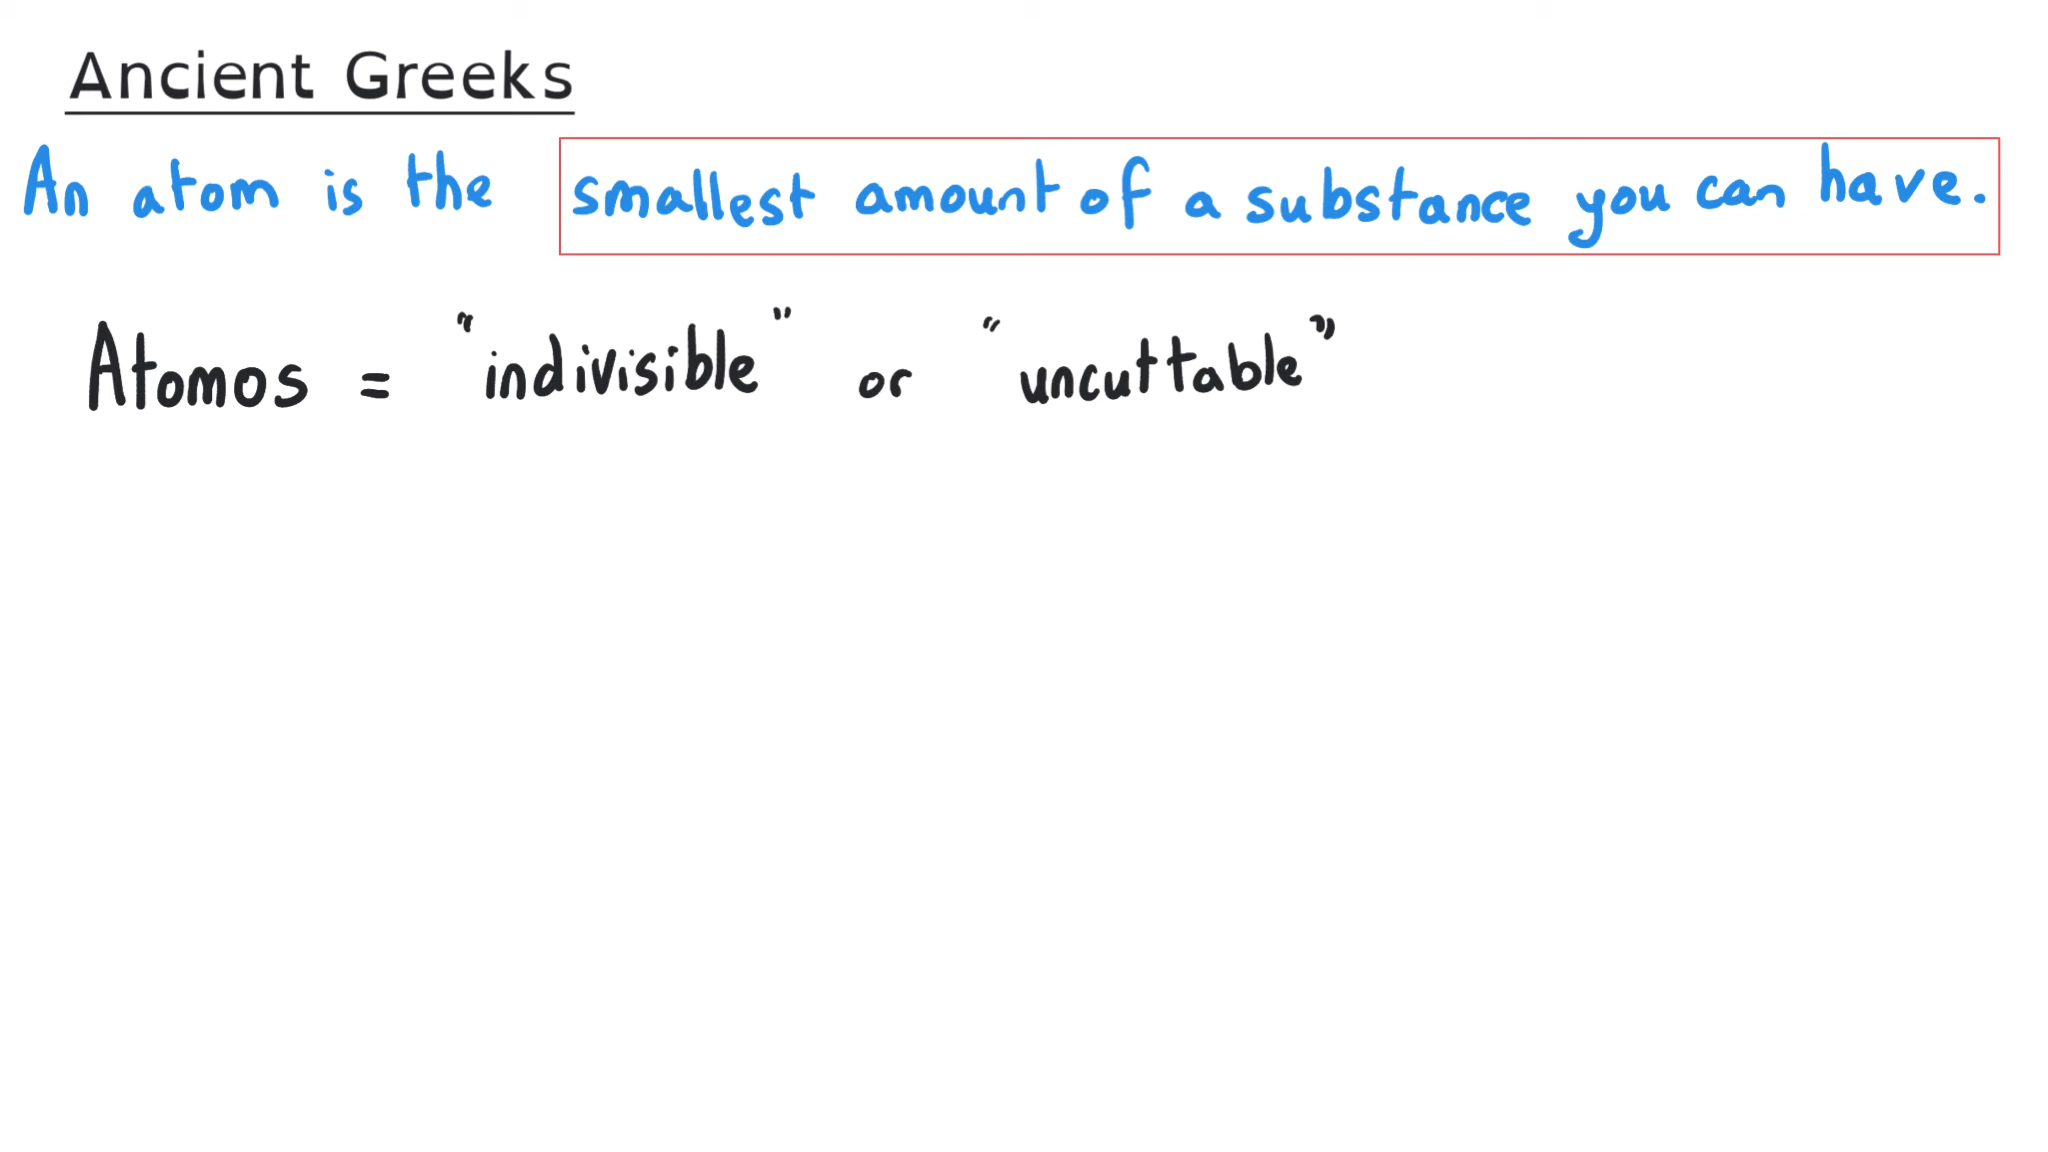 Ancient Greeks
An atom is the smallest amount of a substance you can have.
Atomos = "indivisible" or "uncuttable"